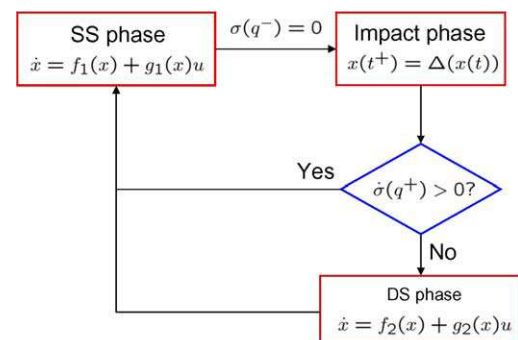 SS phase
ẋ = f₁(x) + g₁(x)u
σ(q⁻) = 0
Impact phase
x(t⁺) = Δ(x(t))
Yes
σ̇(q⁺) > 0?
No
DS phase
ẋ = f₂(x) + g₂(x)u